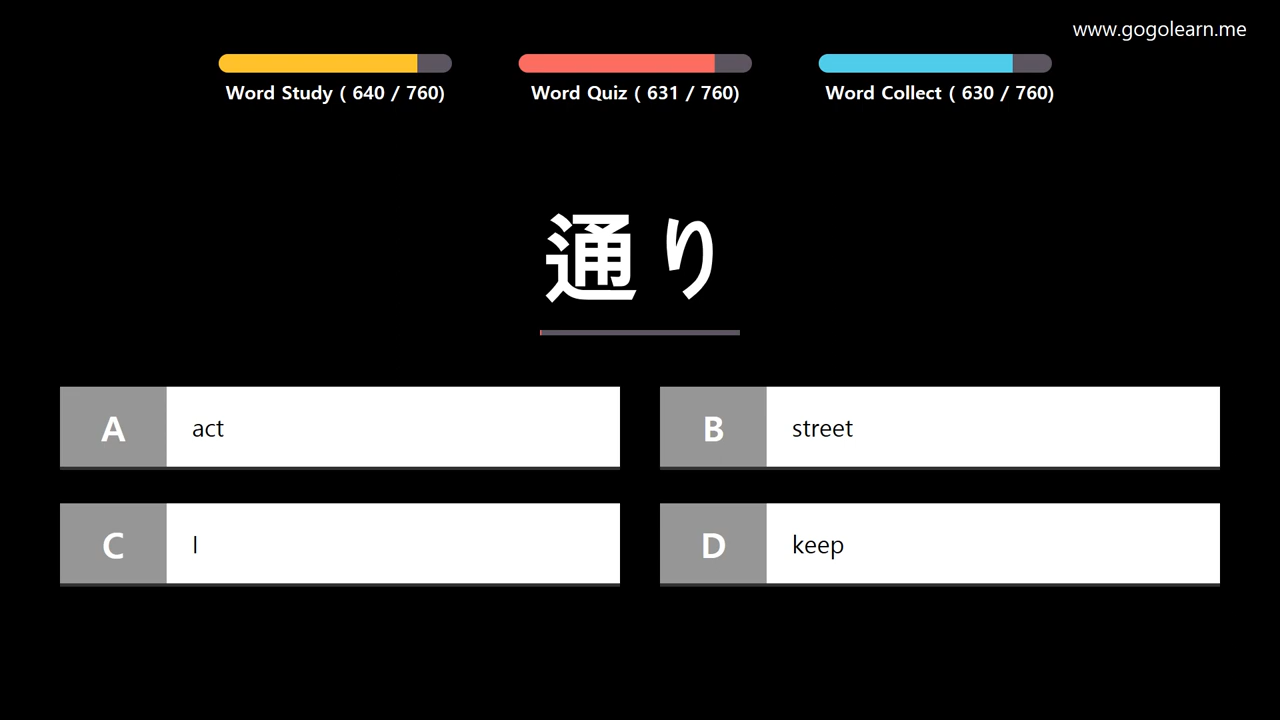 www.gogolearn.me
Word Study ( 640 / 760)
Word Quiz ( 631 / 760)
Word Collect ( 630 / 760)
通り
A act
B street
C I
D keep